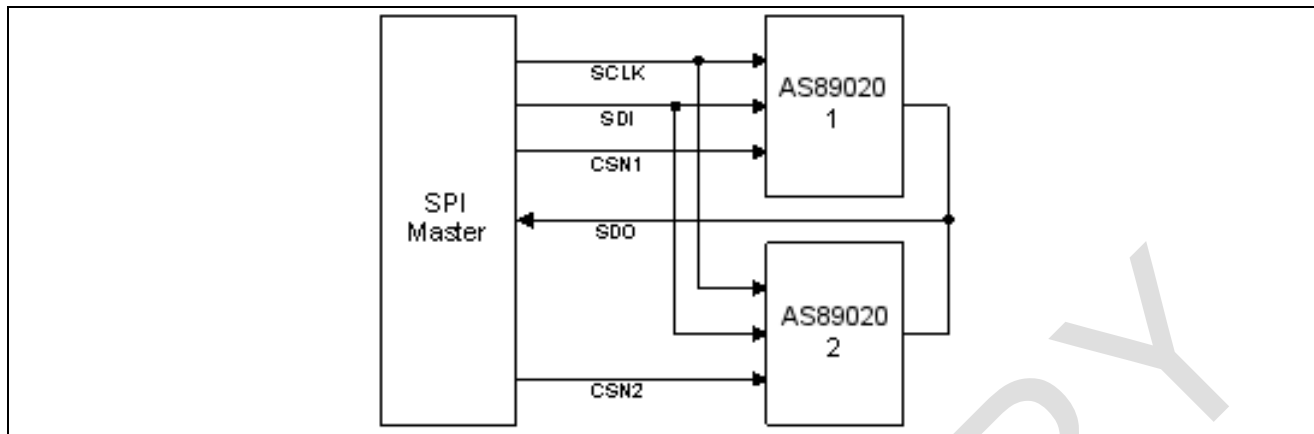 SCLK
SDI
CSN1
SPI
Master
SDO
CSN2
AS89020
1
AS89020
2